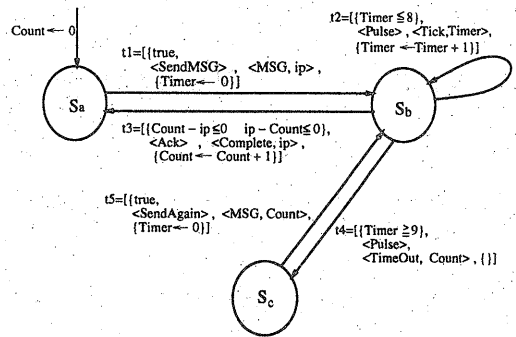 Count ← 0
t1=[{true,
<SendMSG> , <MSG, ip> ,
{Timer ← 0}]
t2=[{Timer ≦ 8},
<Pulse> , <Tick,Timer>,
{Timer ← Timer + 1}]
Sa
Sb
t3=[{Count − ip ≦ 0 ip − Count ≦ 0},
<Ack> , <Complete, ip> ,
{Count ← Count + 1}]
t5=[{true,
<SendAgain> , <MSG, Count>,
{Timer ← 0}]
t4=[{Timer ≧ 9},
<Pulse>,
<TimeOut, Count> , {}]
Sc